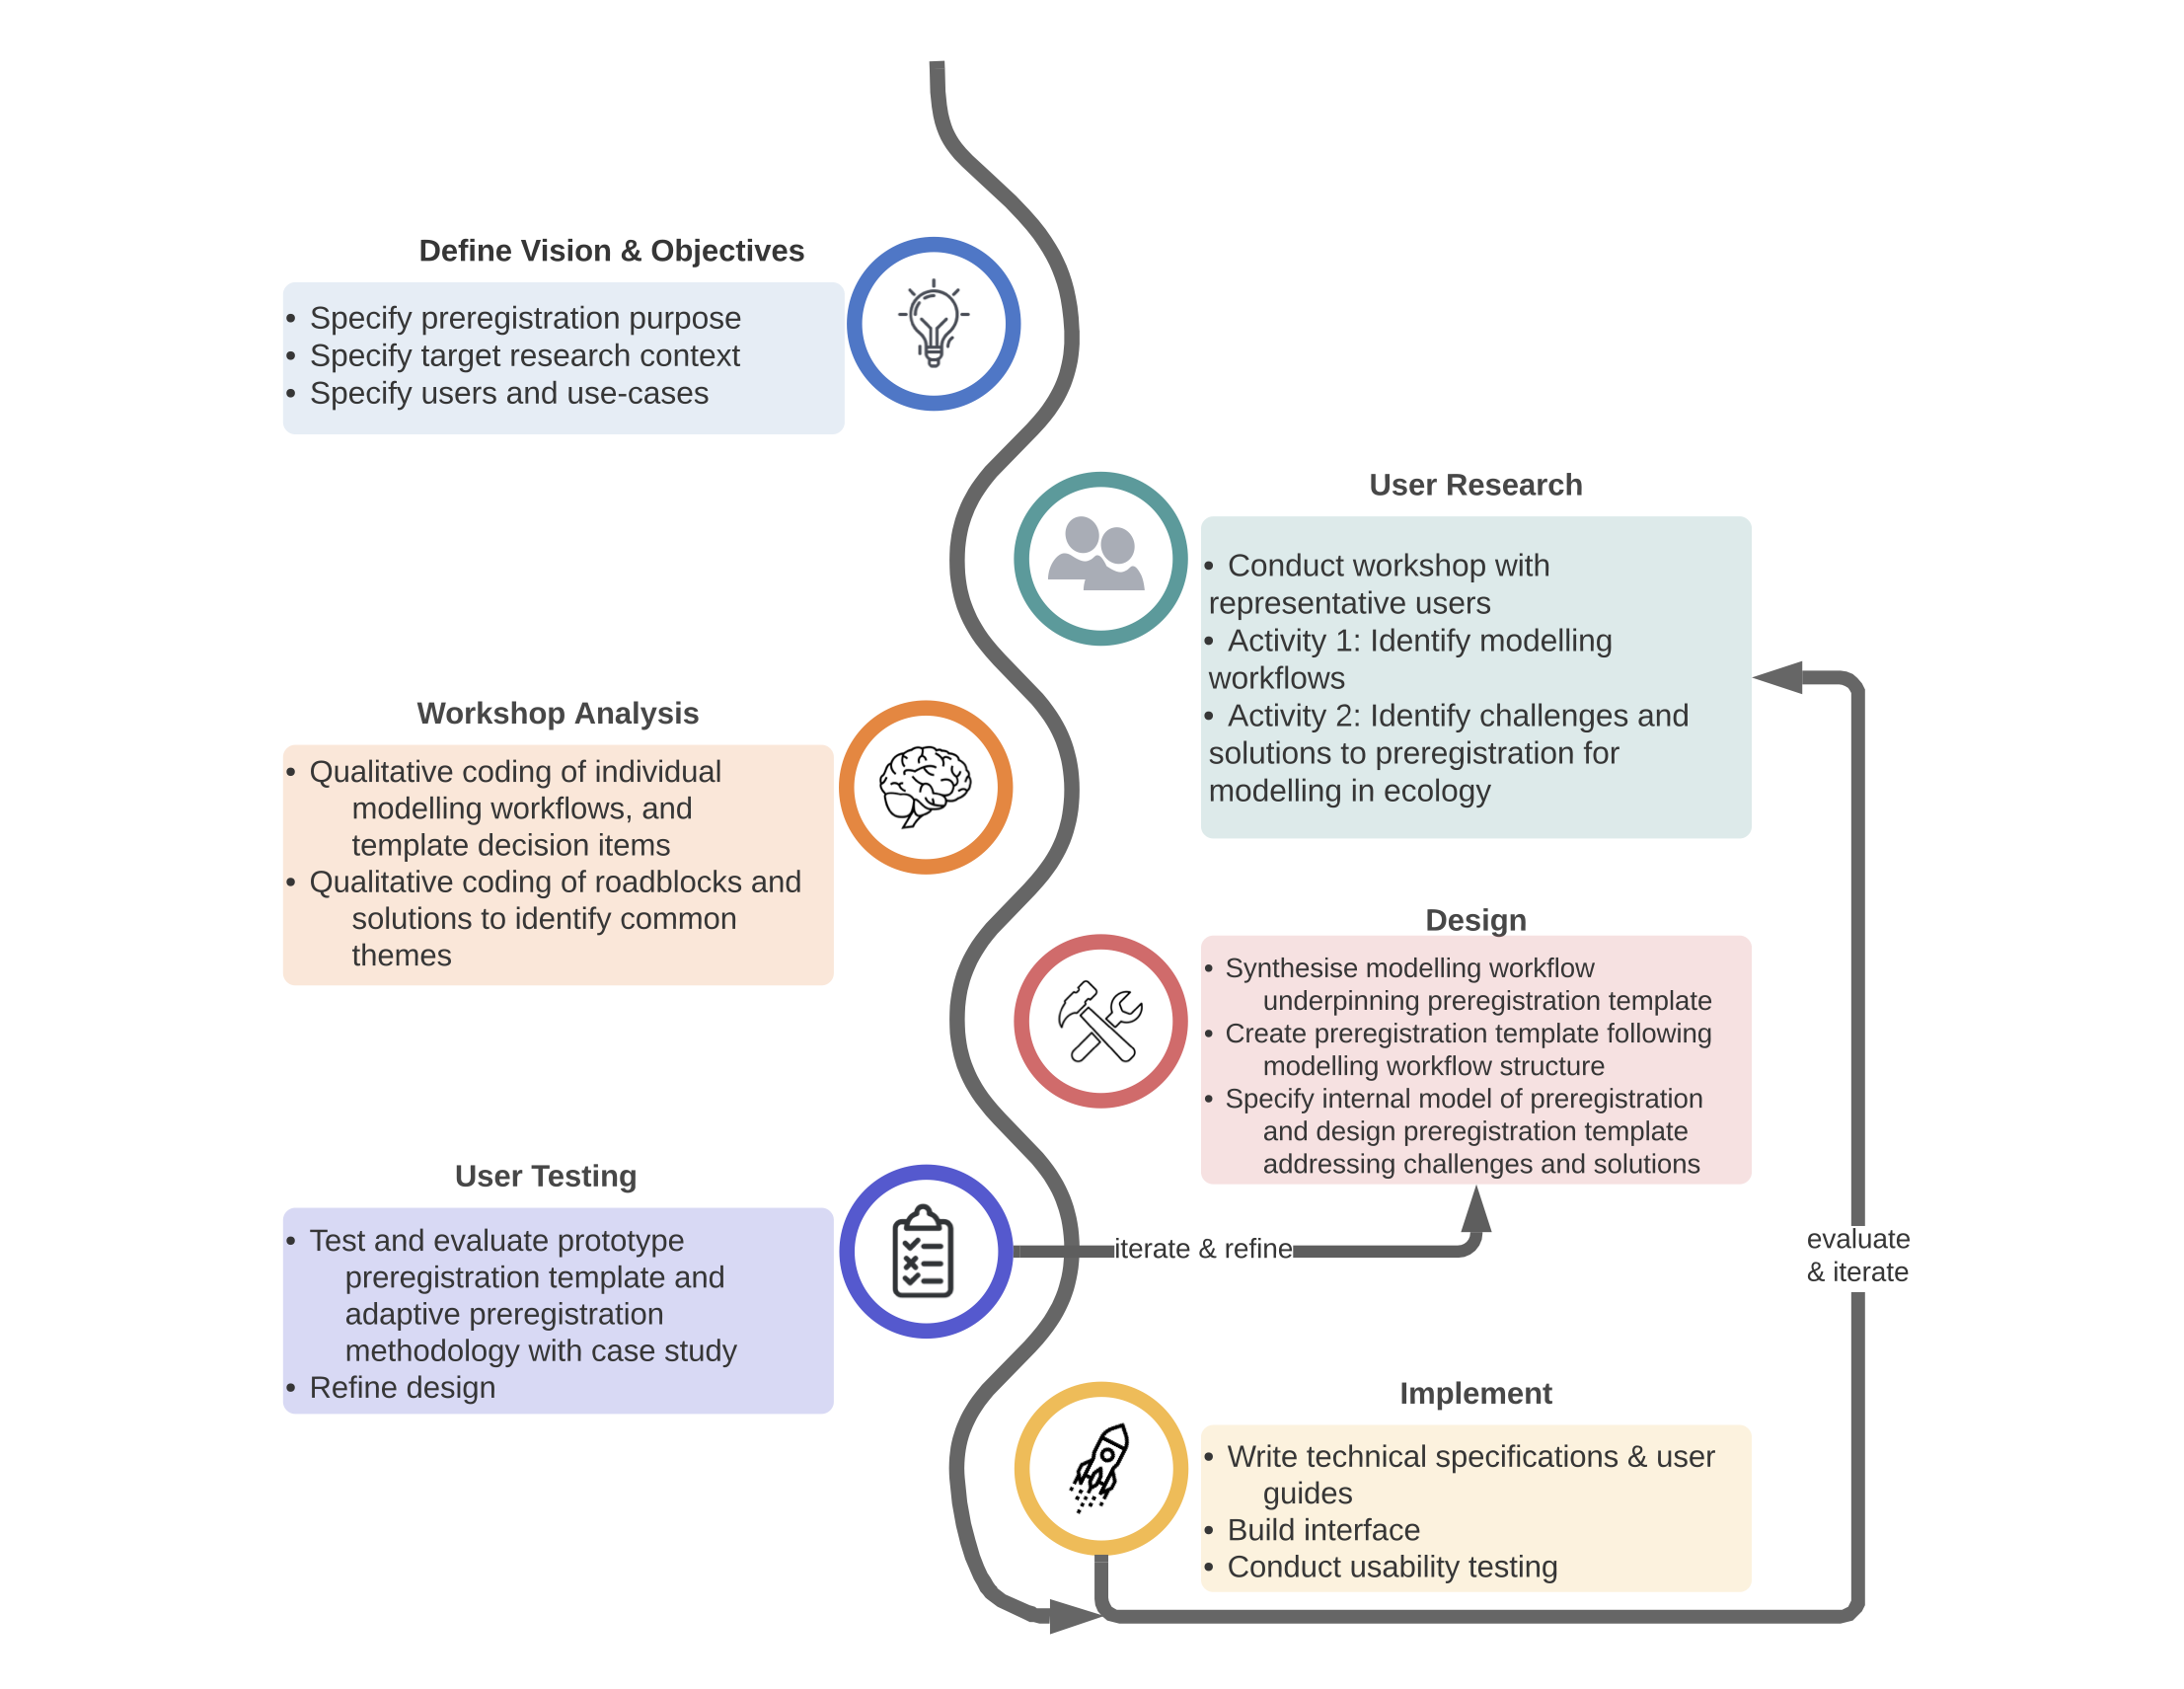 Define Vision & Objectives
• Specify preregistration purpose
• Specify target research context
• Specify users and use-cases
User Research
• Conduct workshop with
representative users
• Activity 1: Identify modelling
workflows
• Activity 2: Identify challenges and
solutions to preregistration for
modelling in ecology
Workshop Analysis
• Qualitative coding of individual
modelling workflows, and
template decision items
• Qualitative coding of roadblocks and
solutions to identify common
themes
Design
• Synthesise modelling workflow
underpinning preregistration template
• Create preregistration template following
modelling workflow structure
• Specify internal model of preregistration
and design preregistration template
addressing challenges and solutions
User Testing
• Test and evaluate prototype
preregistration template and
adaptive preregistration
methodology with case study
• Refine design
iterate & refine
evaluate
& iterate
Implement
• Write technical specifications & user
guides
• Build interface
• Conduct usability testing